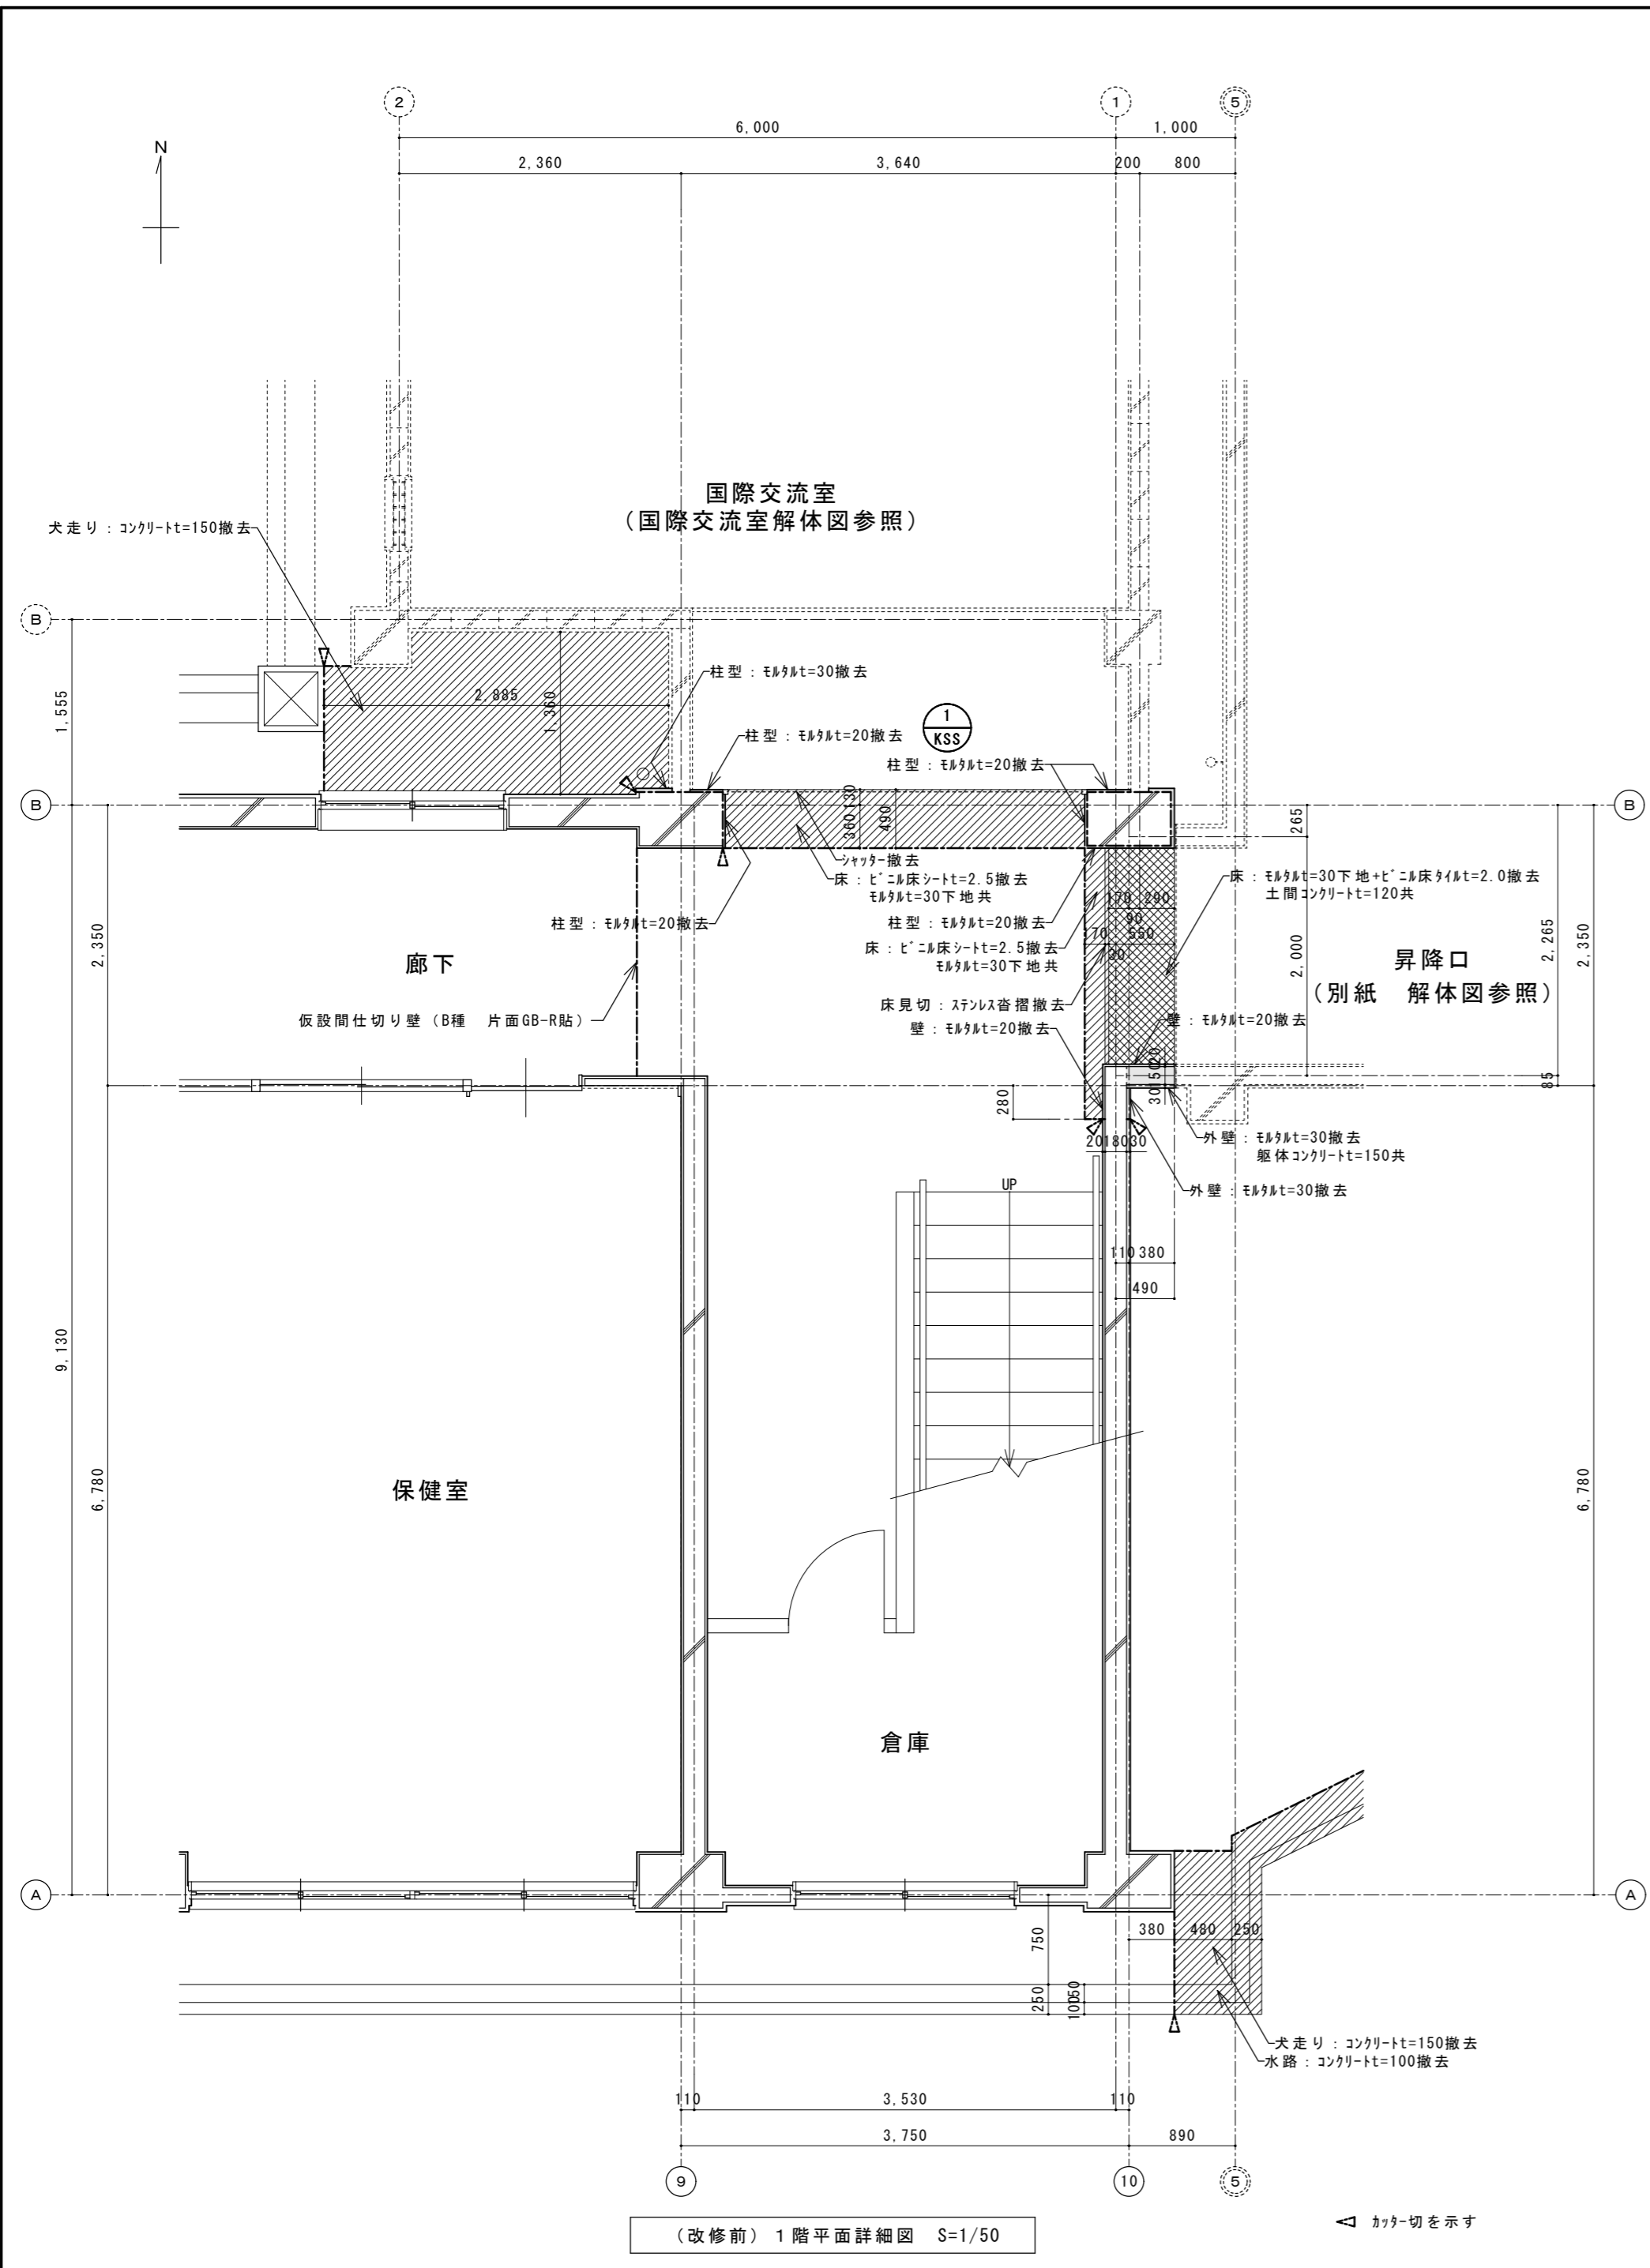 2
1
5
6,000
1,000
2,360
3,640
200
800
N
国際交流室
(国際交流室解体図参照)
犬走り:コンクリートt=150撤去
B
1,555
2,885
1,360
柱型:モルタルt=30撤去
柱型:モルタルt=20撤去
1
KSS
柱型:モルタルt=20撤去
B
B
360
130
490
265
シャッター撤去
床:ビニル床シートt=2.5撤去
モルタルt=30下地共
床:モルタルt=30下地+ビニル床タイルt=2.0撤去
土間コンクリートt=120共
170
290
90
柱型:モルタルt=20撤去
柱型:モルタルt=20撤去
70
550
30
床:ビニル床シートt=2.5撤去
モルタルt=30下地共
2,350
2,000
2,265
2,350
廊下
昇降口
(別紙 解体図参照)
床見切:ステンレス沓摺撤去
仮設間仕切り壁(B種 片面GB-R貼)
壁:モルタルt=20撤去
壁:モルタルt=20撤去
30
150
20
85
280
外壁:モルタルt=30撤去
躯体コンクリートt=150共
20
180
30
外壁:モルタルt=30撤去
UP
110
380
490
9,130
6,780
6,780
保健室
倉庫
A
A
750
380
480
250
250
100
50
犬走り:コンクリートt=150撤去
水路:コンクリートt=100撤去
110
3,530
110
3,750
890
9
10
5
(改修前) 1階平面詳細図 S=1/50
カッター切を示す